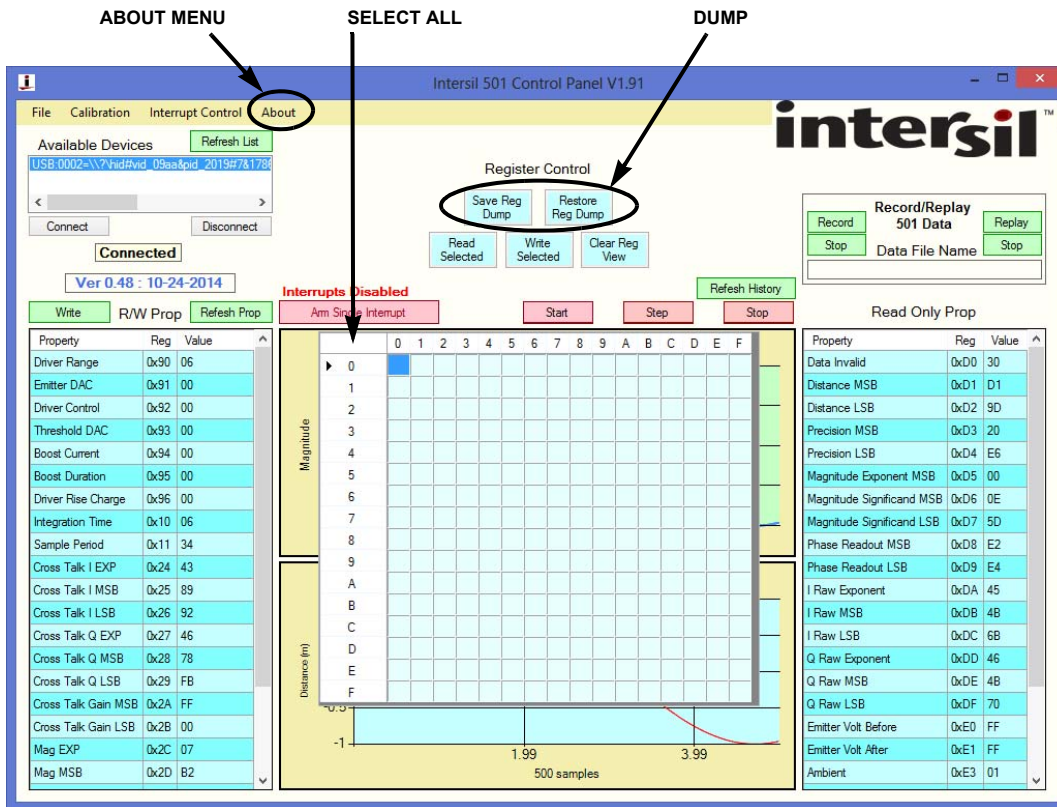 ABOUT MENU
SELECT ALL
DUMP
Intersil 501 Control Panel V1.91
File Calibration Interrupt Control About
intersil™
Available Devices
Refresh List
USB:0002=\\?\hid#vid_09aa&pid_2019#7&1786
Connect
Disconnect
Connected
Ver 0.48 : 10-24-2014
Register Control
Save Reg Dump
Restore Reg Dump
Read Selected
Write Selected
Clear Reg View
Record/Replay
501 Data
Record
Replay
Stop
Data File Name
Stop
Interrupts Disabled
Refesh History
Write
R/W Prop
Refesh Prop
Arm Single Interrupt
Start
Step
Stop
Read Only Prop
Property Reg Value
Driver Range 0x90 06
Emitter DAC 0x91 00
Driver Control 0x92 00
Threshold DAC 0x93 00
Boost Current 0x94 00
Boost Duration 0x95 00
Driver Rise Charge 0x96 00
Integration Time 0x10 06
Sample Period 0x11 34
Cross Talk I EXP 0x24 43
Cross Talk I MSB 0x25 89
Cross Talk I LSB 0x26 92
Cross Talk Q EXP 0x27 46
Cross Talk Q MSB 0x28 78
Cross Talk Q LSB 0x29 FB
Cross Talk Gain MSB 0x2A FF
Cross Talk Gain LSB 0x2B 00
Mag EXP 0x2C 07
Mag MSB 0x2D B2
Magnitude
0 1 2 3 4 5 6 7 8 9 A B C D E F
0
1
2
3
4
5
6
7
8
9
A
B
C
D
E
F
Distance (m)
-0.5
-1
1.99
3.99
500 samples
Property Reg Value
Data Invalid 0xD0 30
Distance MSB 0xD1 D1
Distance LSB 0xD2 9D
Precision MSB 0xD3 20
Precision LSB 0xD4 E6
Magnitude Exponent MSB 0xD5 00
Magnitude Significand MSB 0xD6 0E
Magnitude Significand LSB 0xD7 5D
Phase Readout MSB 0xD8 E2
Phase Readout LSB 0xD9 E4
I Raw Exponent 0xDA 45
I Raw MSB 0xDB 4B
I Raw LSB 0xDC 6B
Q Raw Exponent 0xDD 46
Q Raw MSB 0xDE 4B
Q Raw LSB 0xDF 70
Emitter Volt Before 0xE0 FF
Emitter Volt After 0xE1 FF
Ambient 0xE3 01